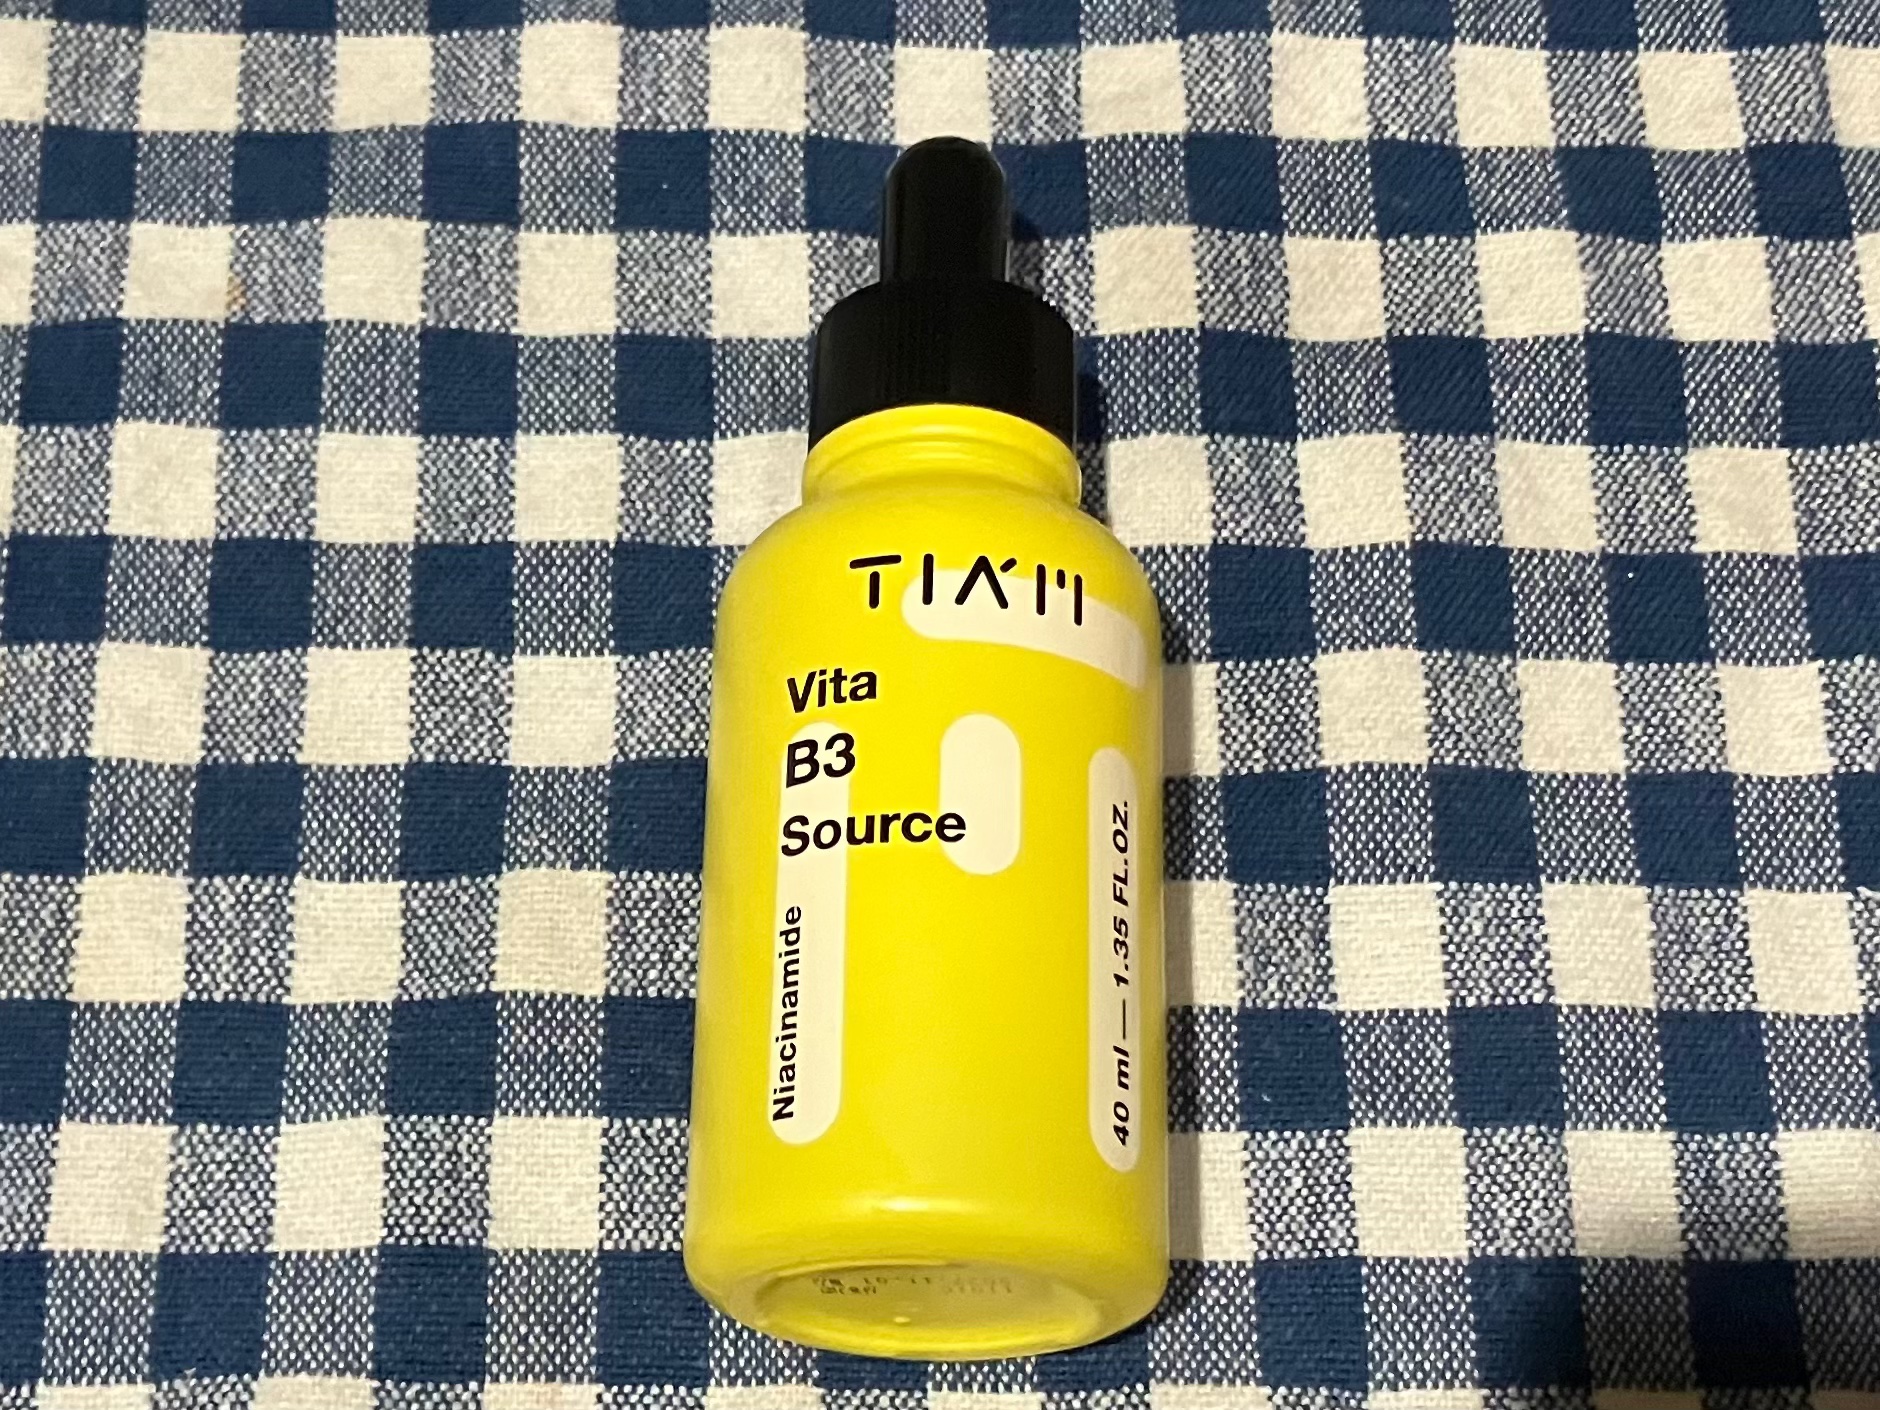 TIAM
Vita
B3
Source
Niacinamide
40 ml — 1.35 FL.OZ.